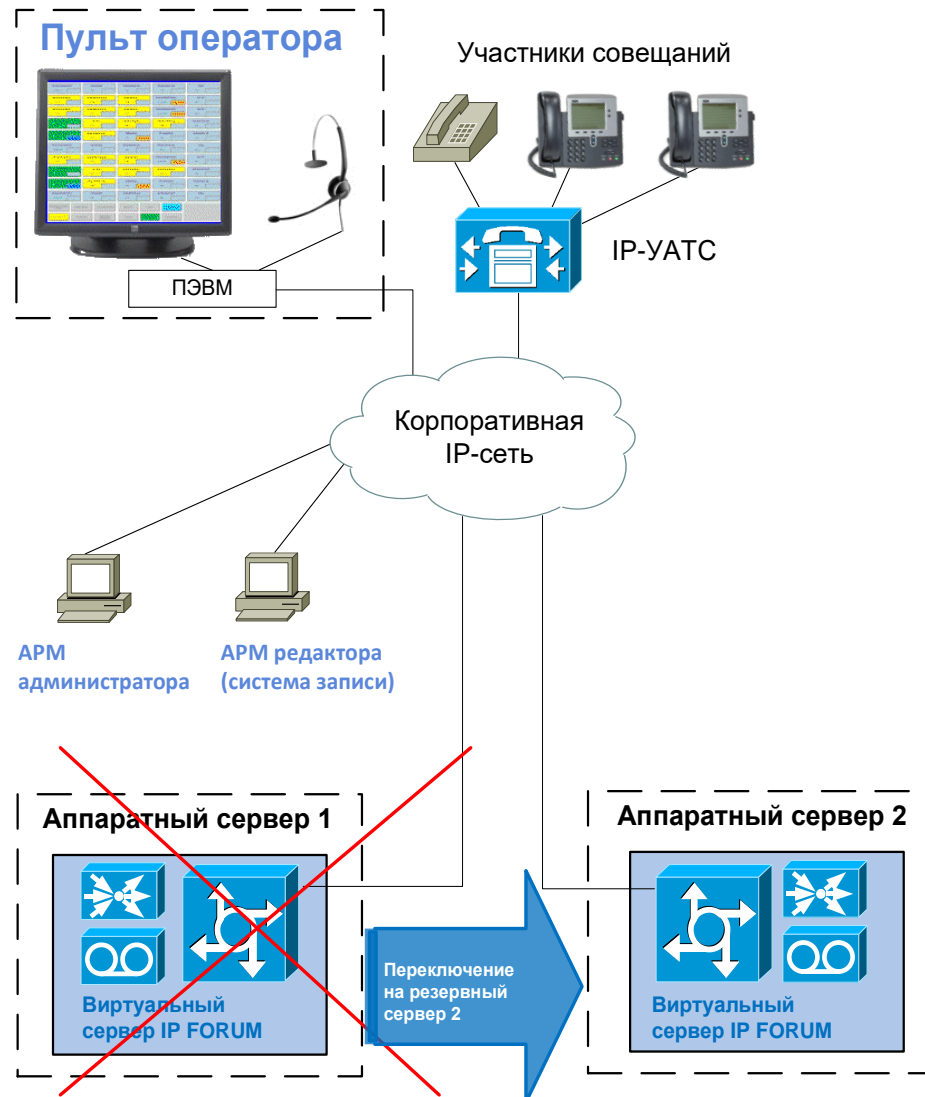 Пульт оператора
Участники совещаний
IP-УАТС
ПЭВМ
Корпоративная
IP-сеть
АРМ
администратора
АРМ редактора
(система записи)
Аппаратный сервер 1
Виртуальный
сервер IP FORUM
Переключение
на резервный
сервер 2
Аппаратный сервер 2
Виртуальный
сервер IP FORUM